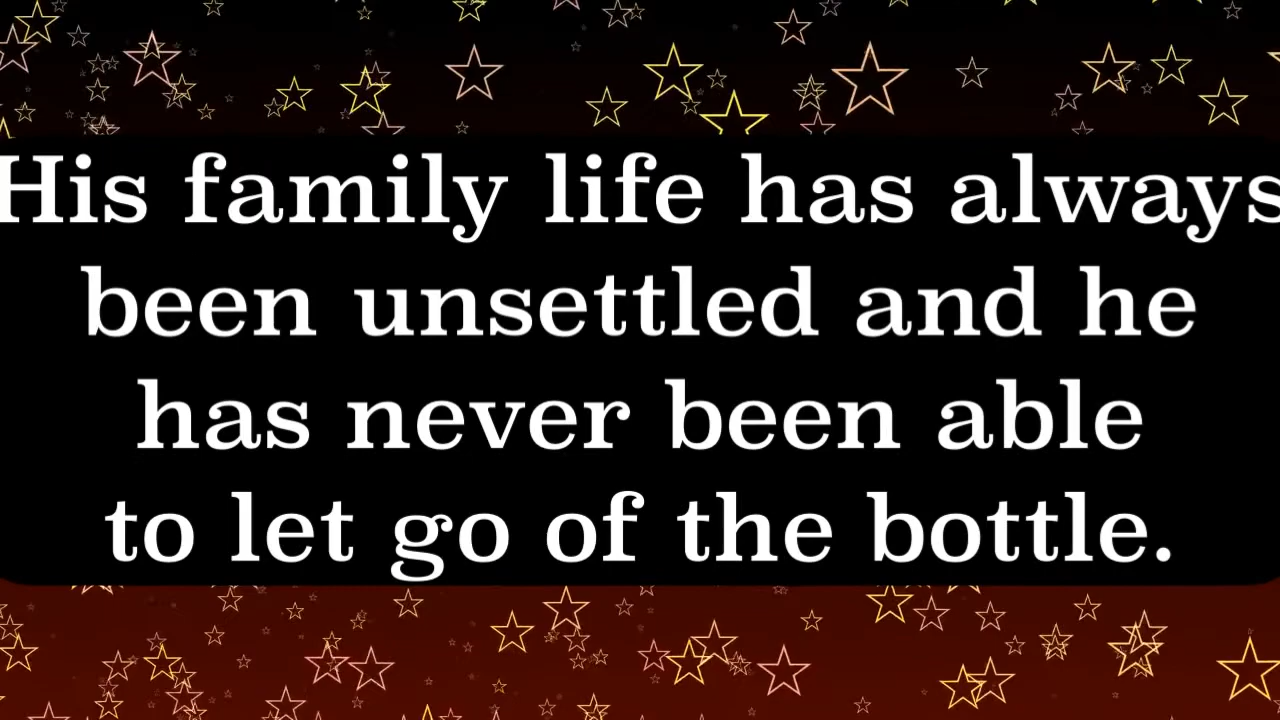 His family life has always
been unsettled and he
has never been able
to let go of the bottle.